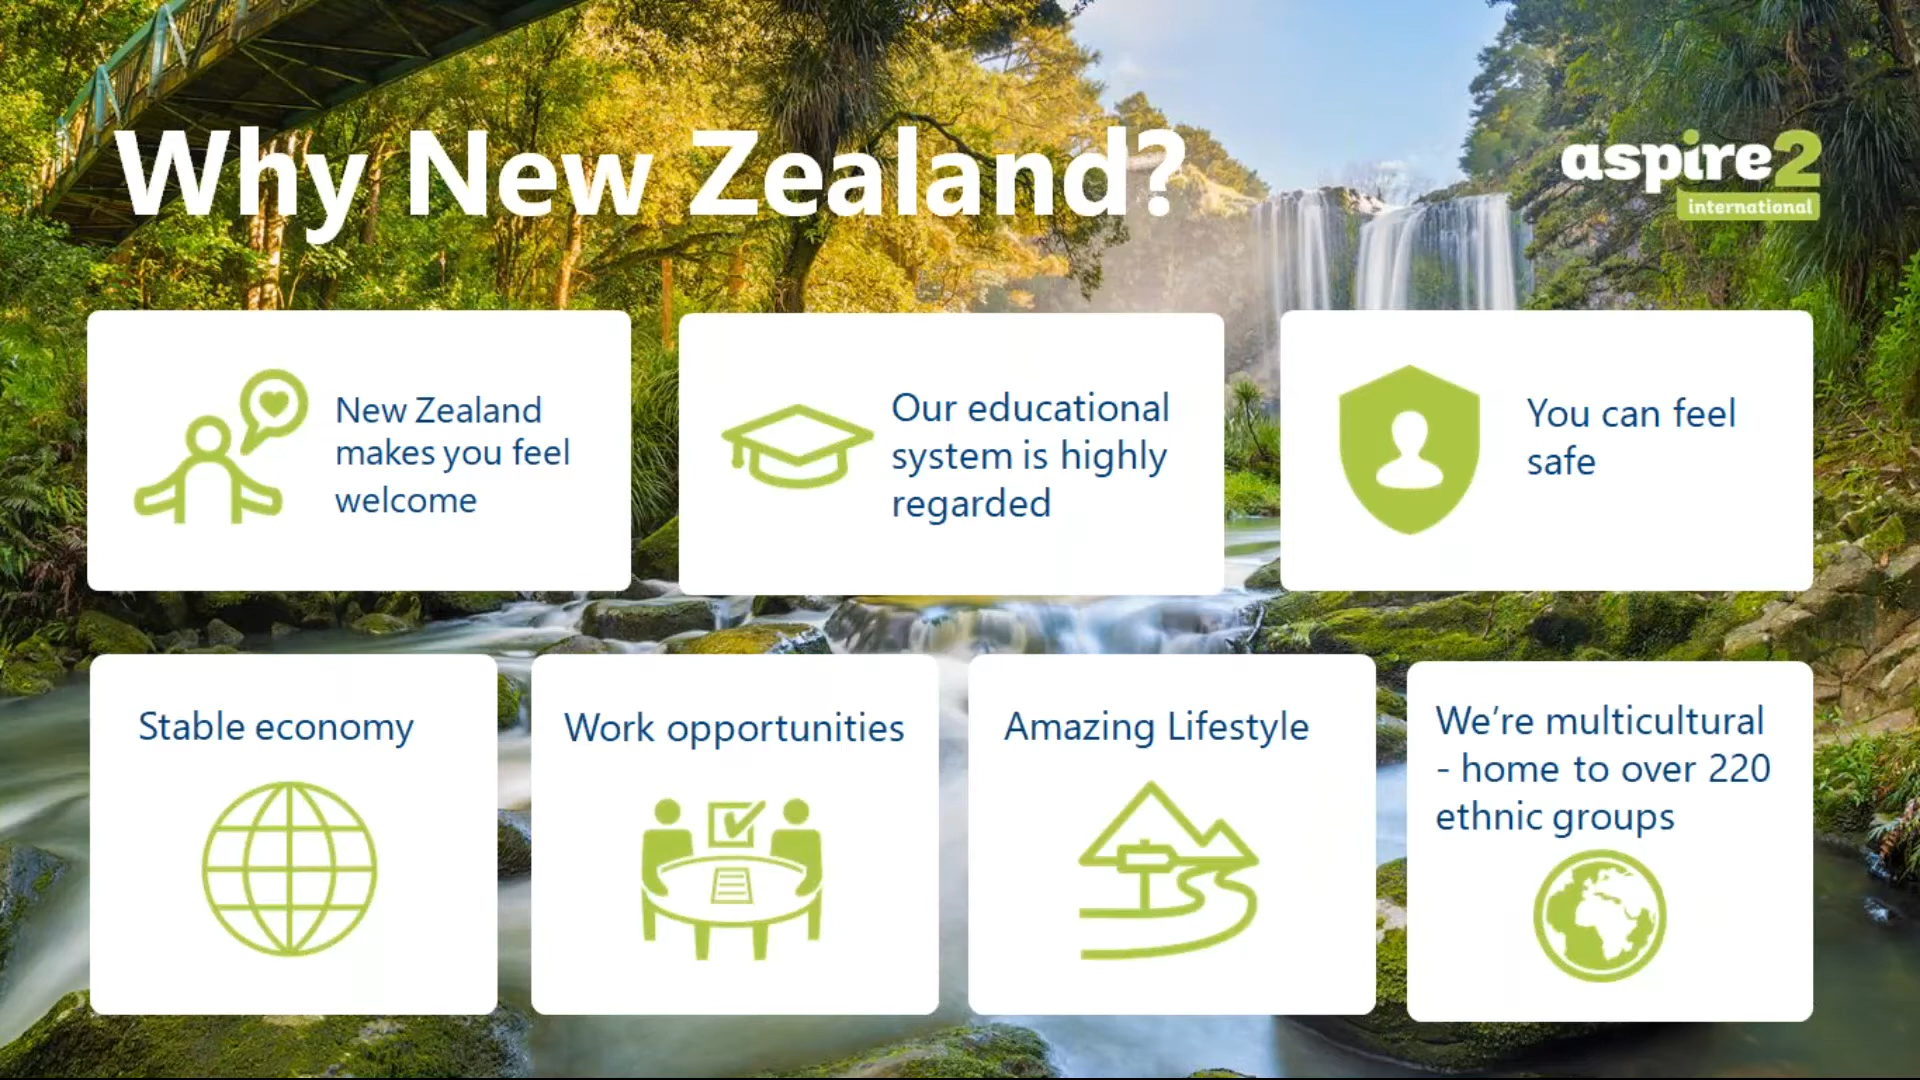 Why New Zealand?
aspire2
international
New Zealand
makes you feel
welcome
Our educational
system is highly
regarded
You can feel
safe
Stable economy
Work opportunities
Amazing Lifestyle
We’re multicultural
- home to over 220
ethnic groups